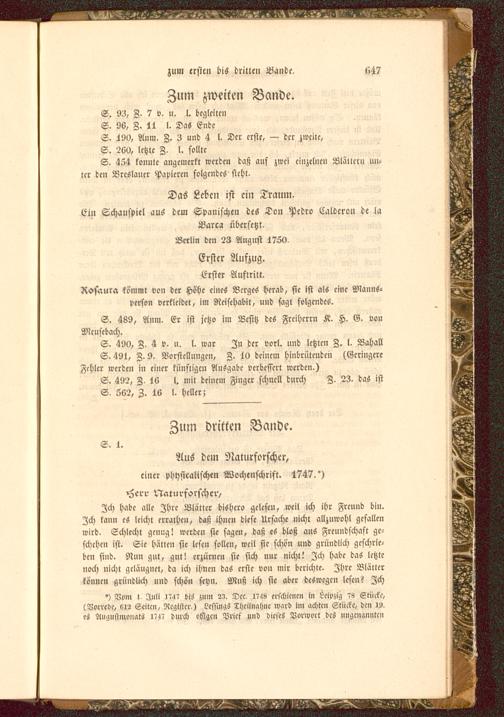 zum ersten bis dritten Bande. 647
Zum zweiten Bande.
S. 93, Z. 7 v. u. l. begleiten
S. 96, Z. 11 l. Das Ende
S. 190, Anm. Z. 3 und 4 l. Der erste, — der zweite,
S. 260, letzte Z. l. sollte
S. 454 konnte angemerkt werden daß auf zwei einzelnen Blättern un-
ter den Breslauer Papieren folgendes steht.
Das Leben ist ein Traum.
Ein Schauspiel aus dem Spanischen des Don Pedro Calderon de la
Barca übersetzt.
Berlin den 23 August 1750.
Erster Aufzug.
Erster Auftritt.
Rosaura kömmt von der Höhe eines Berges herab, sie ist als eine Manns-
person verkleidet, im Reisehabit, und sagt folgendes.
S. 489, Anm. Er ist jetzo im Besitz des Freiherrn K. H. G. von
Meusebach.
S. 490, Z. 4 v. u. l. war In der vorl. und letzten Z. l. Waßall
S. 491, Z. 9. Vorstellungen, Z. 10 deinem hinbrütenden (Geringere
Fehler werden in einer künftigen Ausgabe verbessert werden.)
S. 492, Z. 16 l. mit deinem Finger schnell durch Z. 23. das ist
S. 562, Z. 16 l. heller;
Zum dritten Bande.
S. 1.
Aus dem Naturforscher,
einer physicalischen Wochenschrift. 1747.*)
Herr Naturforscher,
Ich habe alle Ihre Blätter bishero gelesen, weil ich ihr Freund bin.
Ich kann es leicht errathen, daß ihnen diese Ursache nicht allzuwohl gefallen
wird. Schlecht genug! werden sie sagen, daß es bloß aus Freundschaft ge-
schehen ist. Sie hätten sie lesen sollen, weil sie schön und gründlich geschrie-
ben sind. Nun gut, gut! erzürnen sie sich nur nicht! Ich habe das letzte
noch nicht geläugnet, da ich ihnen das erste von mir berichte. Ihre Blätter
können gründlich und schön seyn. Muß ich sie aber deswegen lesen? Ich
*) Vom 1. Juli 1747 bis zum 23. Dec. 1748 erschienen in Leipzig 78 Stücke,
(Vorrede, 612 Seiten, Register.) Lessings Theilnahme ward im achten Stücke, den 19.
es Augustmonats 1747 durch obigen Brief und dieses Vorwort des ungenannten